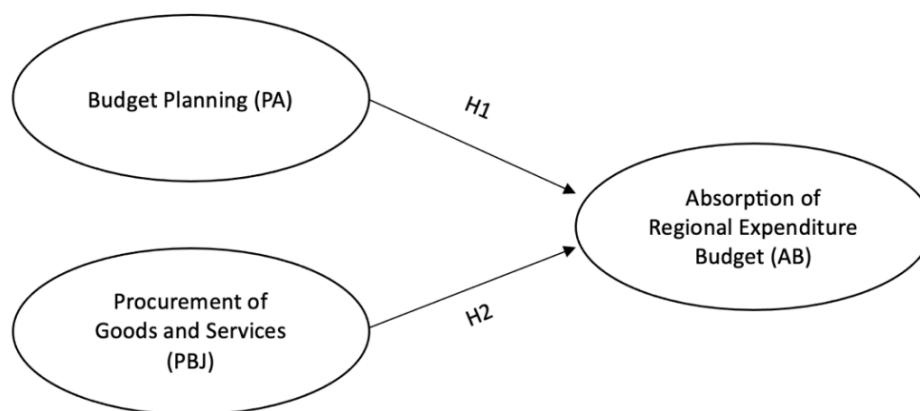 Budget Planning (PA)
H1
Absorption of
Regional Expenditure
Budget (AB)
Procurement of
Goods and Services
(PBJ)
H2